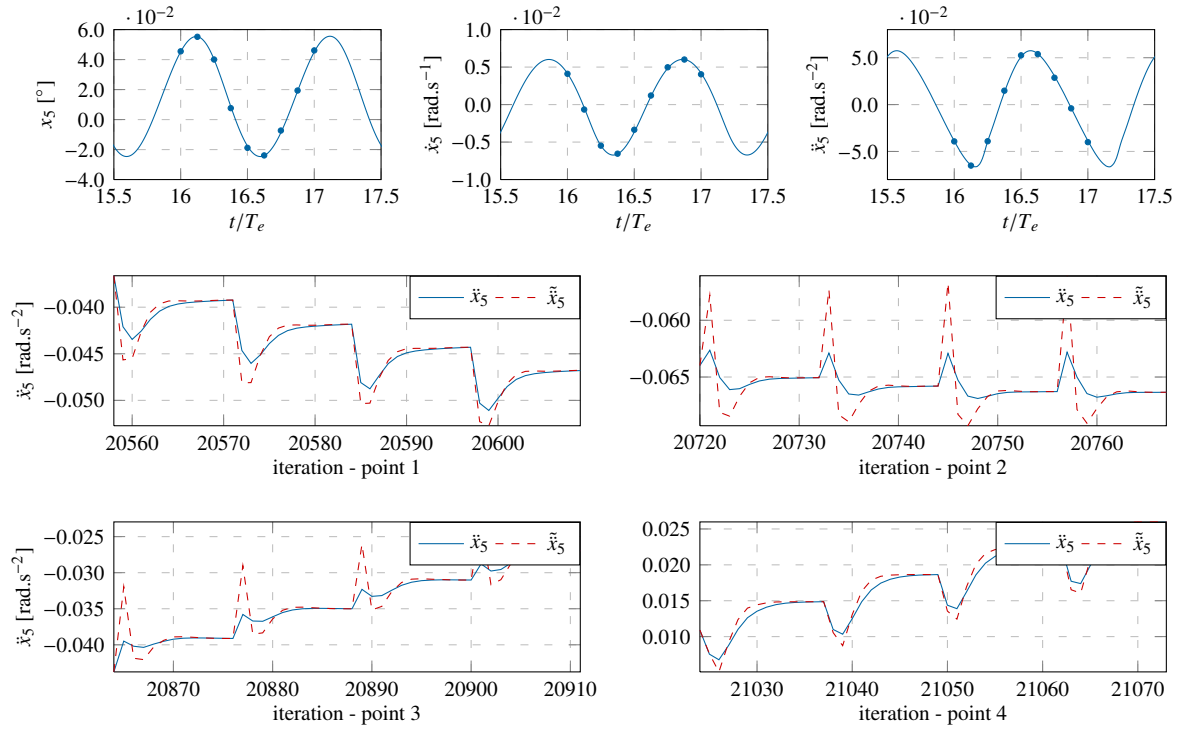 · 10⁻²
6.0
4.0
2.0
0.0
−2.0
−4.0
x₅ [°]
15.5 16 16.5 17 17.5
t/Tₑ
· 10⁻²
1.0
0.5
0.0
−0.5
−1.0
ẋ₅ [rad.s⁻¹]
15.5 16 16.5 17 17.5
t/Tₑ
· 10⁻²
5.0
0.0
−5.0
ẍ₅ [rad.s⁻²]
15.5 16 16.5 17 17.5
t/Tₑ
ẍ₅ ẍ̃₅
−0.040
−0.045
−0.050
ẍ₅ [rad.s⁻²]
20560 20570 20580 20590 20600
iteration - point 1
ẍ₅ ẍ̃₅
−0.060
−0.065
20720 20730 20740 20750 20760
iteration - point 2
ẍ₅ ẍ̃₅
−0.025
−0.030
−0.035
−0.040
ẍ₅ [rad.s⁻²]
20870 20880 20890 20900 20910
iteration - point 3
ẍ₅ ẍ̃₅
0.025
0.020
0.015
0.010
21030 21040 21050 21060 21070
iteration - point 4